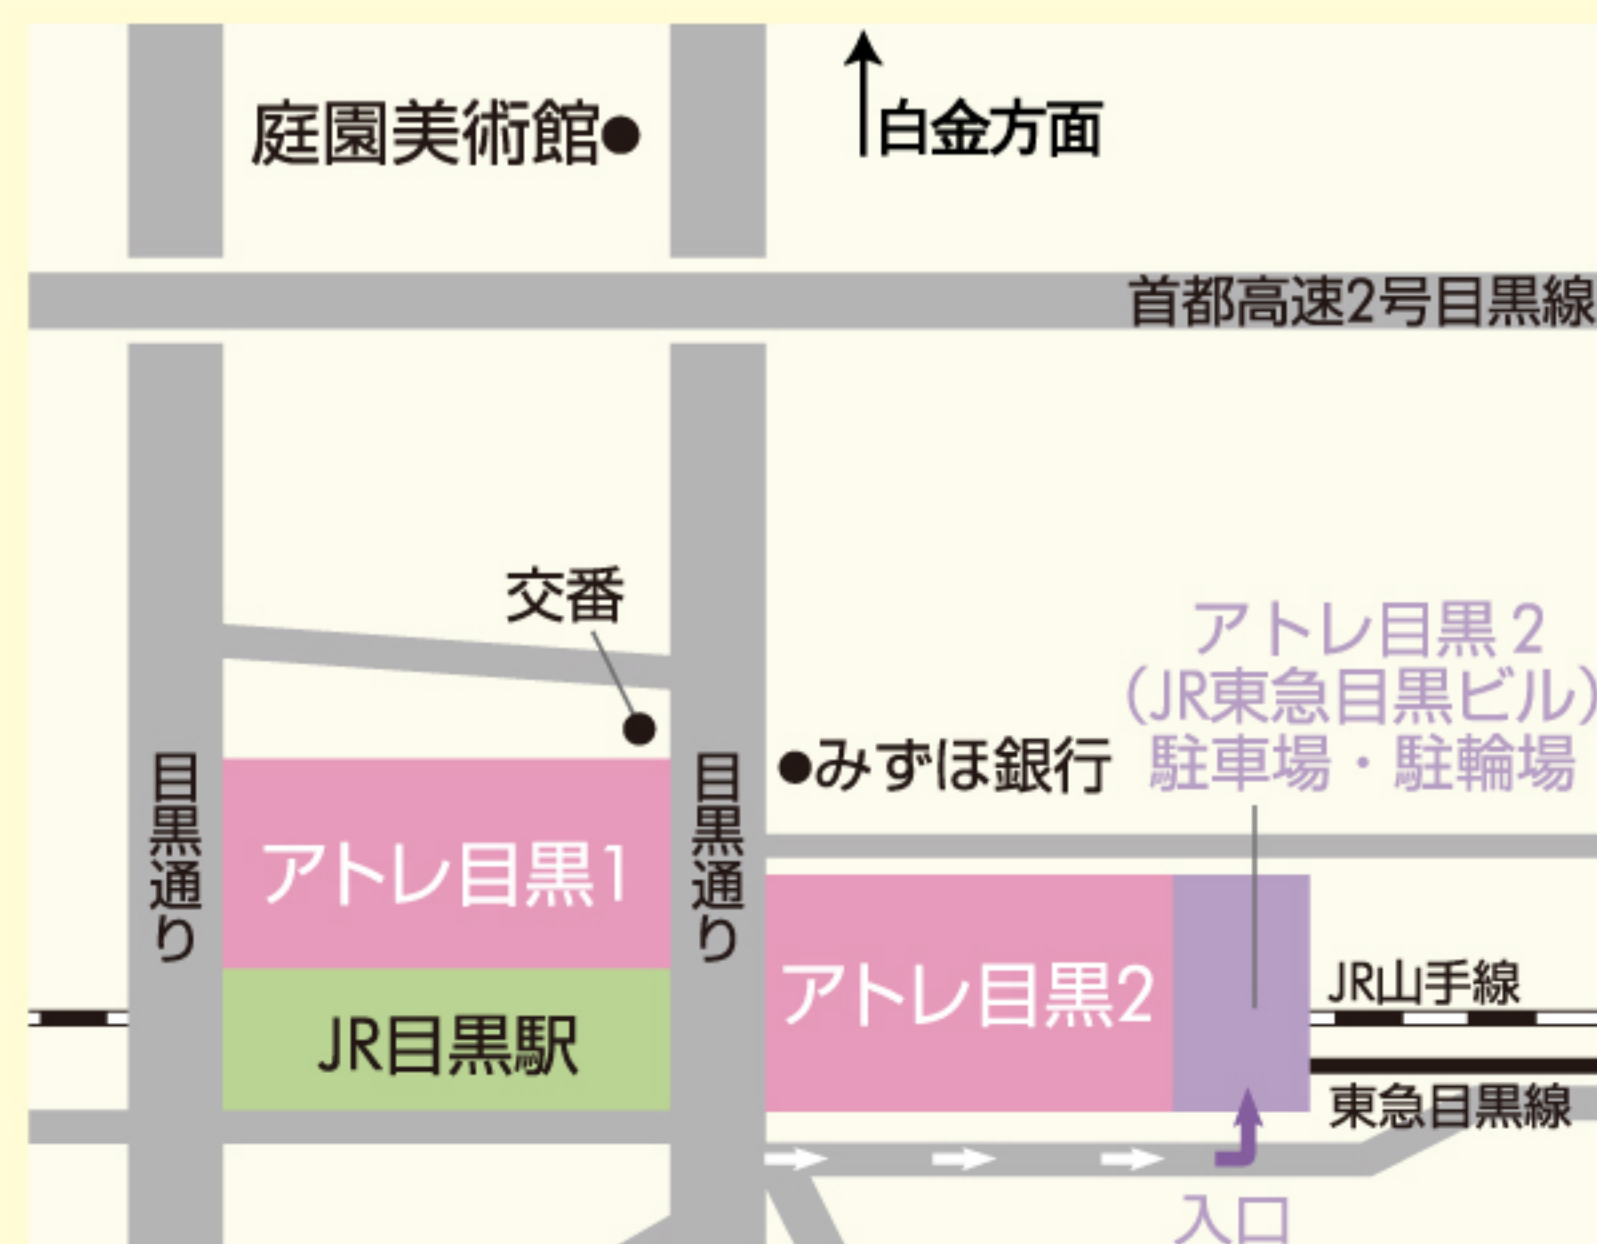 庭園美術館
白金方面
首都高速2号目黒線
交番
アトレ目黒2
（JR東急目黒ビル）
駐車場・駐輪場
みずほ銀行
目黒通り
アトレ目黒1
目黒通り
アトレ目黒2
JR目黒駅
JR山手線
東急目黒線
入口